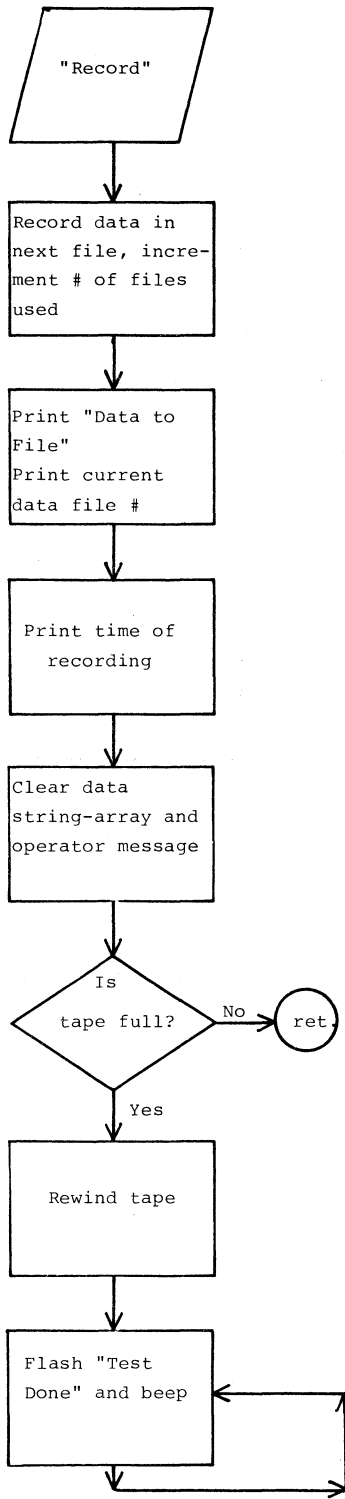 "Record"
Record data in
next file, incre-
ment # of files
used
Print "Data to
File"
Print current
data file #
Print time of
recording
Clear data
string-array and
operator message
Is
tape full?
No
ret.
Yes
Rewind tape
Flash "Test
Done" and beep